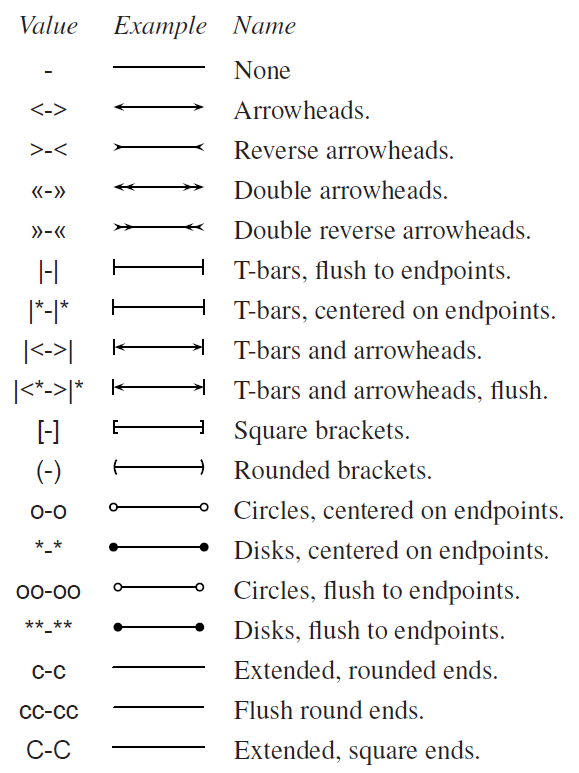 Value Example Name
- None
<-> Arrowheads.
>-< Reverse arrowheads.
«-» Double arrowheads.
»-« Double reverse arrowheads.
|-| T-bars, flush to endpoints.
|*-|* T-bars, centered on endpoints.
|<->| T-bars and arrowheads.
|<*->|* T-bars and arrowheads, flush.
[-] Square brackets.
(-) Rounded brackets.
o-o Circles, centered on endpoints.
*-* Disks, centered on endpoints.
oo-oo Circles, flush to endpoints.
**-** Disks, flush to endpoints.
c-c Extended, rounded ends.
cc-cc Flush round ends.
C-C Extended, square ends.